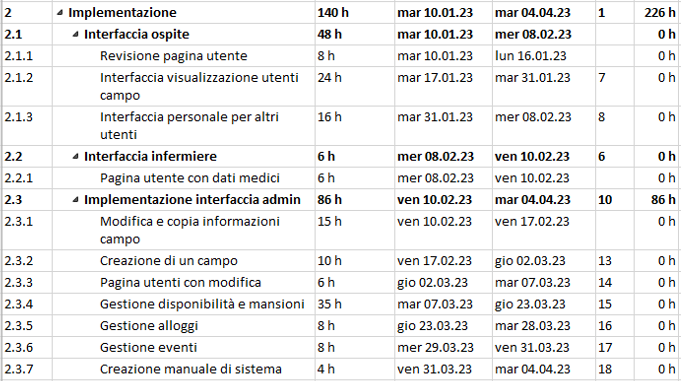 2 Implementazione 140 h mar 10.01.23 mar 04.04.23 1 226 h
2.1 Interfaccia ospite 48 h mar 10.01.23 mer 08.02.23 0 h
2.1.1 Revisione pagina utente 8 h mar 10.01.23 lun 16.01.23 0 h
2.1.2 Interfaccia visualizzazione utenti 24 h mar 17.01.23 mar 31.01.23 7 0 h
campo
2.1.3 Interfaccia personale per altri 16 h mar 31.01.23 mer 08.02.23 8 0 h
utenti
2.2 Interfaccia infermiere 6 h mer 08.02.23 ven 10.02.23 6 0 h
2.2.1 Pagina utente con dati medici 6 h mer 08.02.23 ven 10.02.23 0 h
2.3 Implementazione interfaccia admin 86 h ven 10.02.23 mar 04.04.23 10 86 h
2.3.1 Modifica e copia informazioni 15 h ven 10.02.23 ven 17.02.23 0 h
campo
2.3.2 Creazione di un campo 10 h ven 17.02.23 gio 02.03.23 13 0 h
2.3.3 Pagina utenti con modifica 6 h gio 02.03.23 mar 07.03.23 14 0 h
2.3.4 Gestione disponibilità e mansioni 35 h mar 07.03.23 gio 23.03.23 15 0 h
2.3.5 Gestione alloggi 8 h gio 23.03.23 mar 28.03.23 16 0 h
2.3.6 Gestione eventi 8 h mer 29.03.23 ven 31.03.23 17 0 h
2.3.7 Creazione manuale di sistema 4 h ven 31.03.23 mar 04.04.23 18 0 h